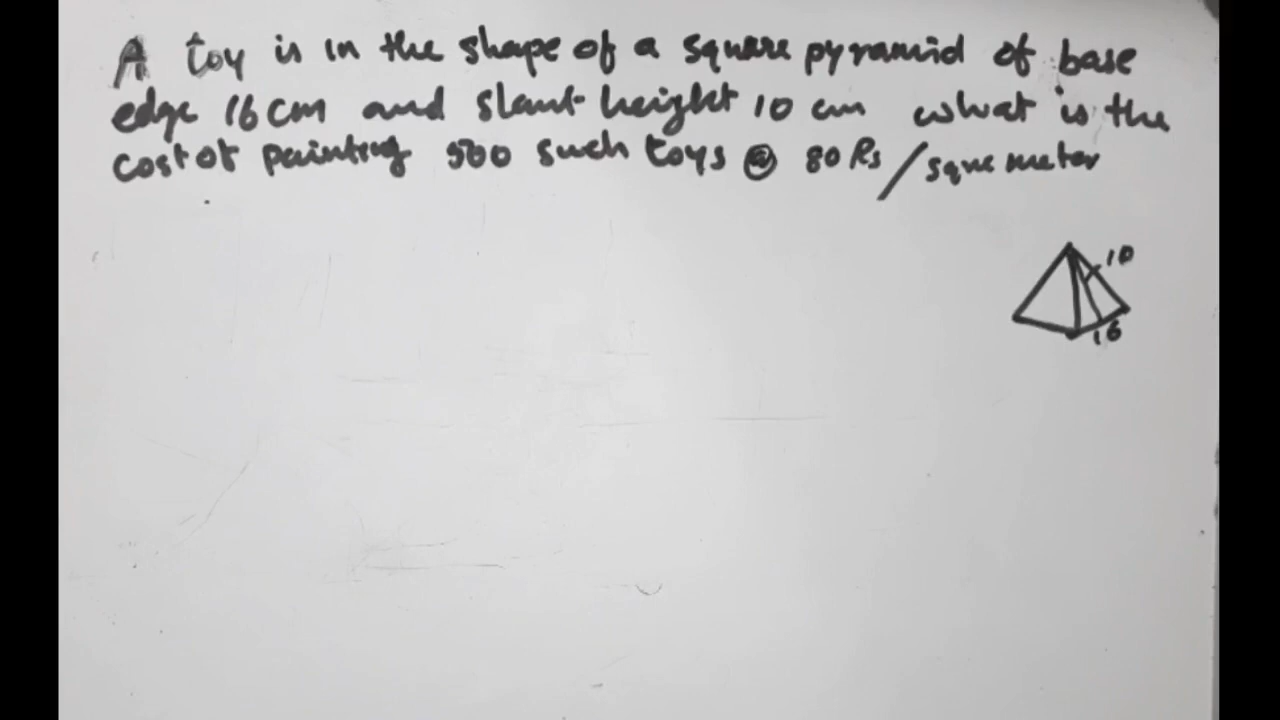 A toy is in the shape of a square pyramid of base
edge 16 cm and slant height 10 cm what is the
cost of painting 500 such toys @ 80 Rs / squre meter
10
16